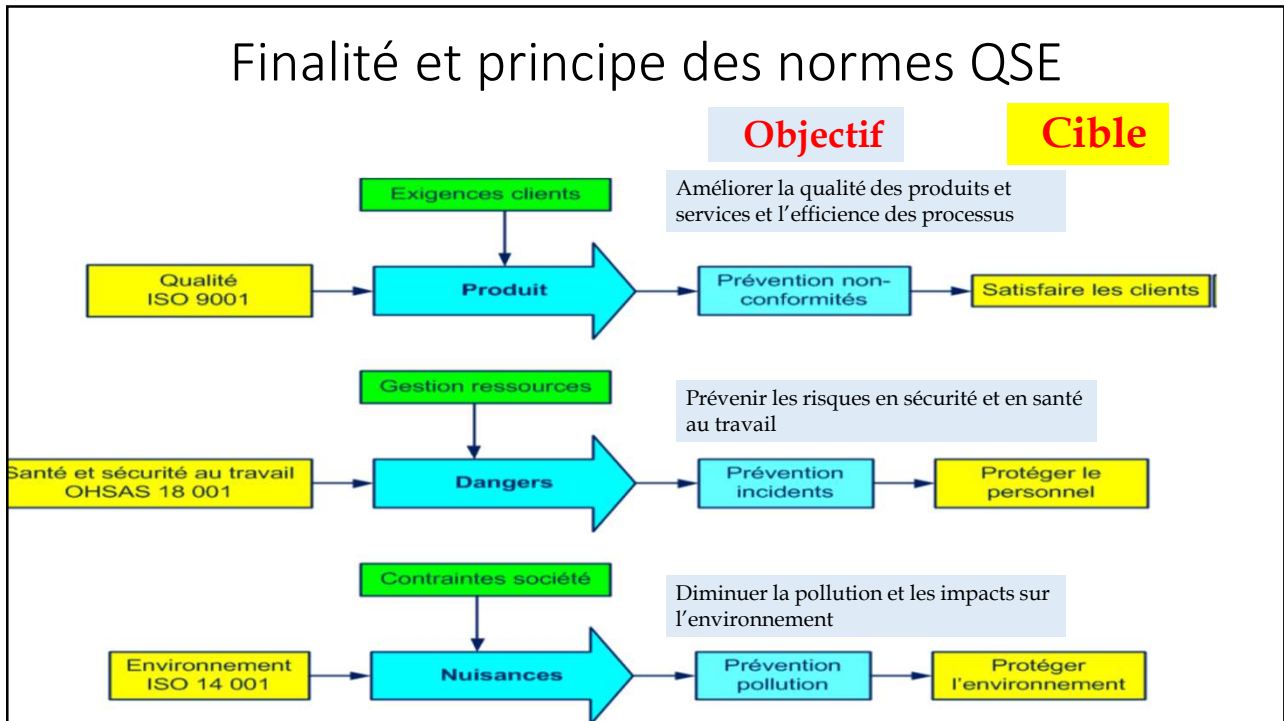 Finalité et principe des normes QSE
Objectif
Cible
Exigences clients
Améliorer la qualité des produits et
services et l'efficience des processus
Qualité
ISO 9001
Produit
Prévention non-
conformités
Satisfaire les clients
Gestion ressources
Prévenir les risques en sécurité et en santé
au travail
Santé et sécurité au travail
OHSAS 18 001
Dangers
Prévention
incidents
Protéger le
personnel
Contraintes société
Diminuer la pollution et les impacts sur
l'environnement
Environnement
ISO 14 001
Nuisances
Prévention
pollution
Protéger
l'environnement